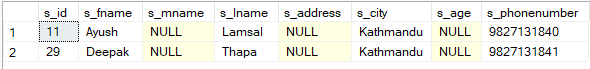 s_id s_fname s_mname s_lname s_address s_city s_age s_phonenumber
1 11 Ayush NULL Lamsal NULL Kathmandu NULL 9827131840
2 29 Deepak NULL Thapa NULL Kathmandu NULL 9827131841